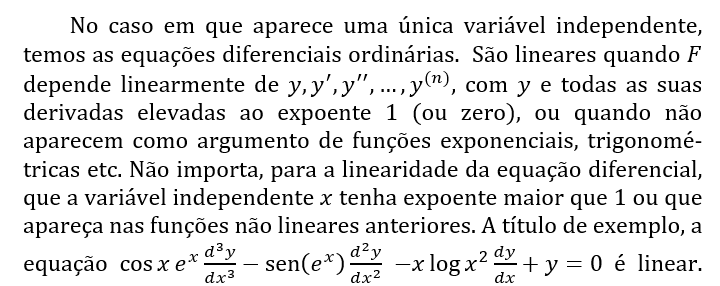 No caso em que aparece uma única variável independente,
temos as equações diferenciais ordinárias. São lineares quando F
depende linearmente de y, y′, y′′, …, y⁽ⁿ⁾, com y e todas as suas
derivadas elevadas ao expoente 1 (ou zero), ou quando não
aparecem como argumento de funções exponenciais, trigonomé-
tricas etc. Não importa, para a linearidade da equação diferencial,
que a variável independente x tenha expoente maior que 1 ou que
apareça nas funções não lineares anteriores. A título de exemplo, a
equação cos x eˣ d³y/dx³ − sen(eˣ) d²y/dx² −x log x² dy/dx + y = 0 é linear.